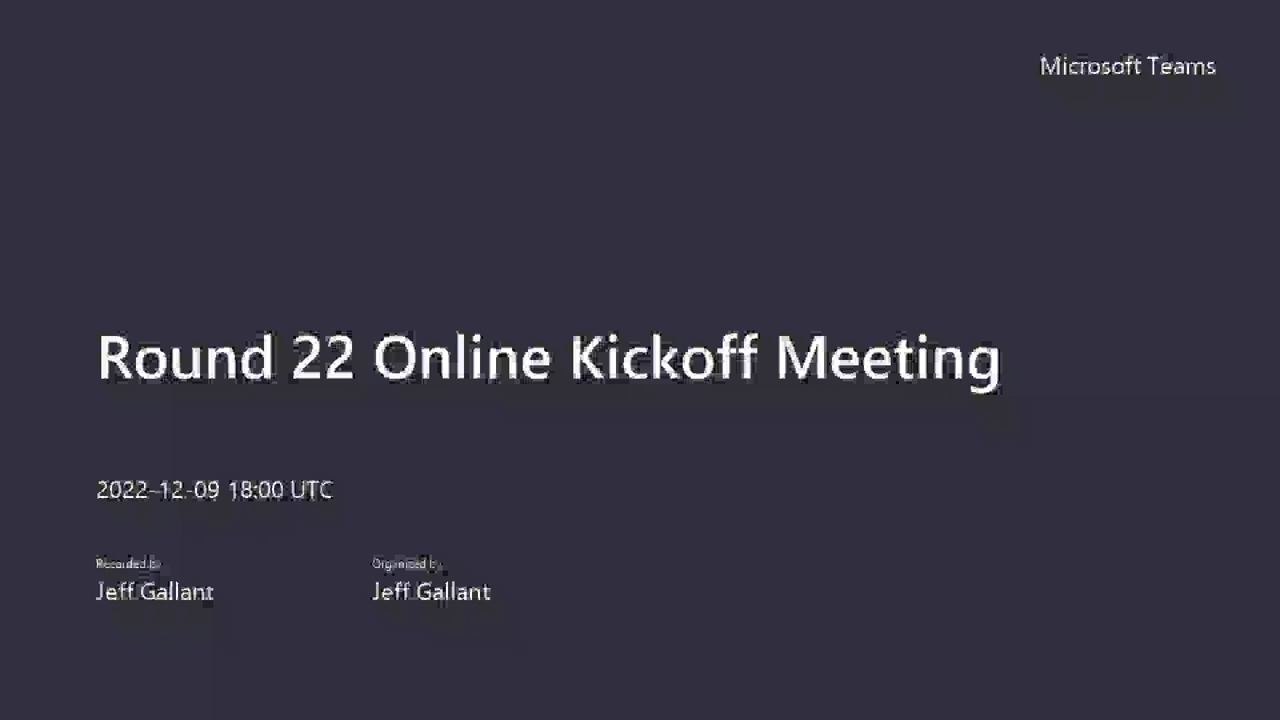 Microsoft Teams
Round 22 Online Kickoff Meeting
2022-12-09 18:00 UTC
Recorded by
Organized by
Jeff Gallant
Jeff Gallant